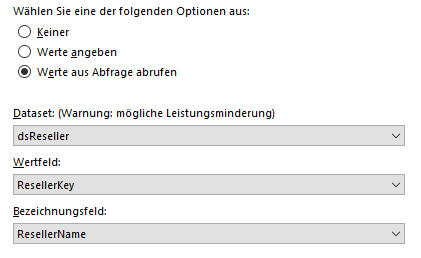 Wählen Sie eine der folgenden Optionen aus:
Keiner
Werte angeben
Werte aus Abfrage abrufen
Dataset: (Warnung: mögliche Leistungsminderung)
dsReseller
Wertfeld:
ResellerKey
Bezeichnungsfeld:
ResellerName